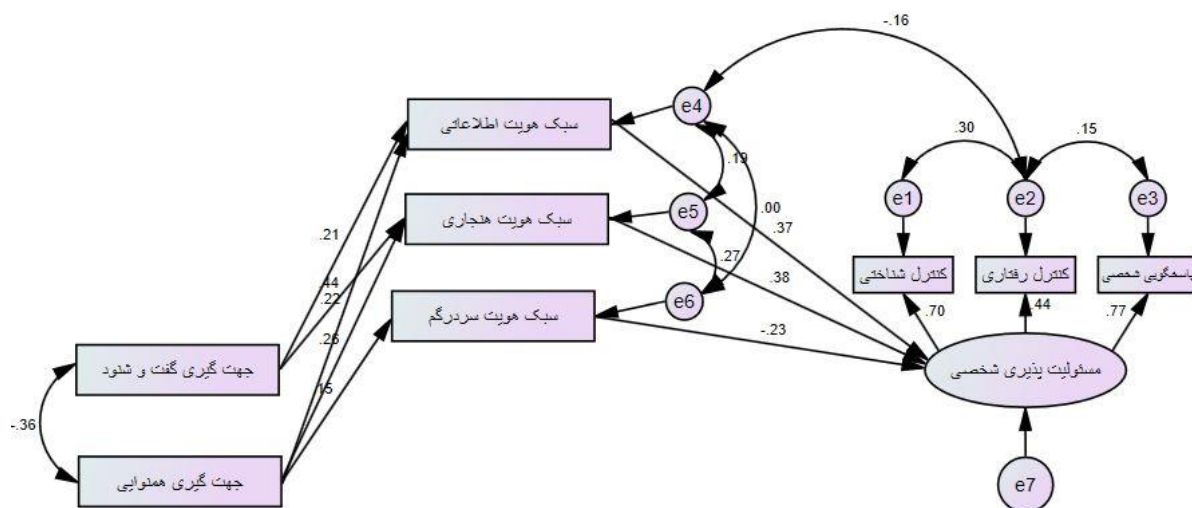 -.16
.30
.15
سبک هویت اطلاعاتی
e4
.19
e1
e2
e3
سبک هویت هنجاری
e5
.00
.37
.21
.27
کنترل شناختی
کنترل رفتاری
پاسخگویی شخصی
.44
.22
.38
سبک هویت سردرگم
e6
.70
.44
.77
.26
-.23
جهت گیری گفت و شنود
مسئولیت پذیری شخصی
.15
-.36
جهت گیری همنوایی
e7